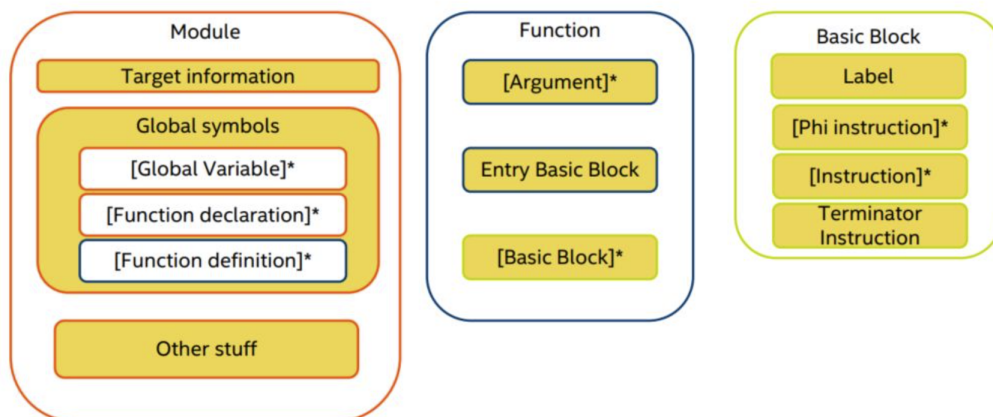 Module
Target information
Global symbols
[Global Variable]*
[Function declaration]*
[Function definition]*
Other stuff
Function
[Argument]*
Entry Basic Block
[Basic Block]*
Basic Block
Label
[Phi instruction]*
[Instruction]*
Terminator
Instruction